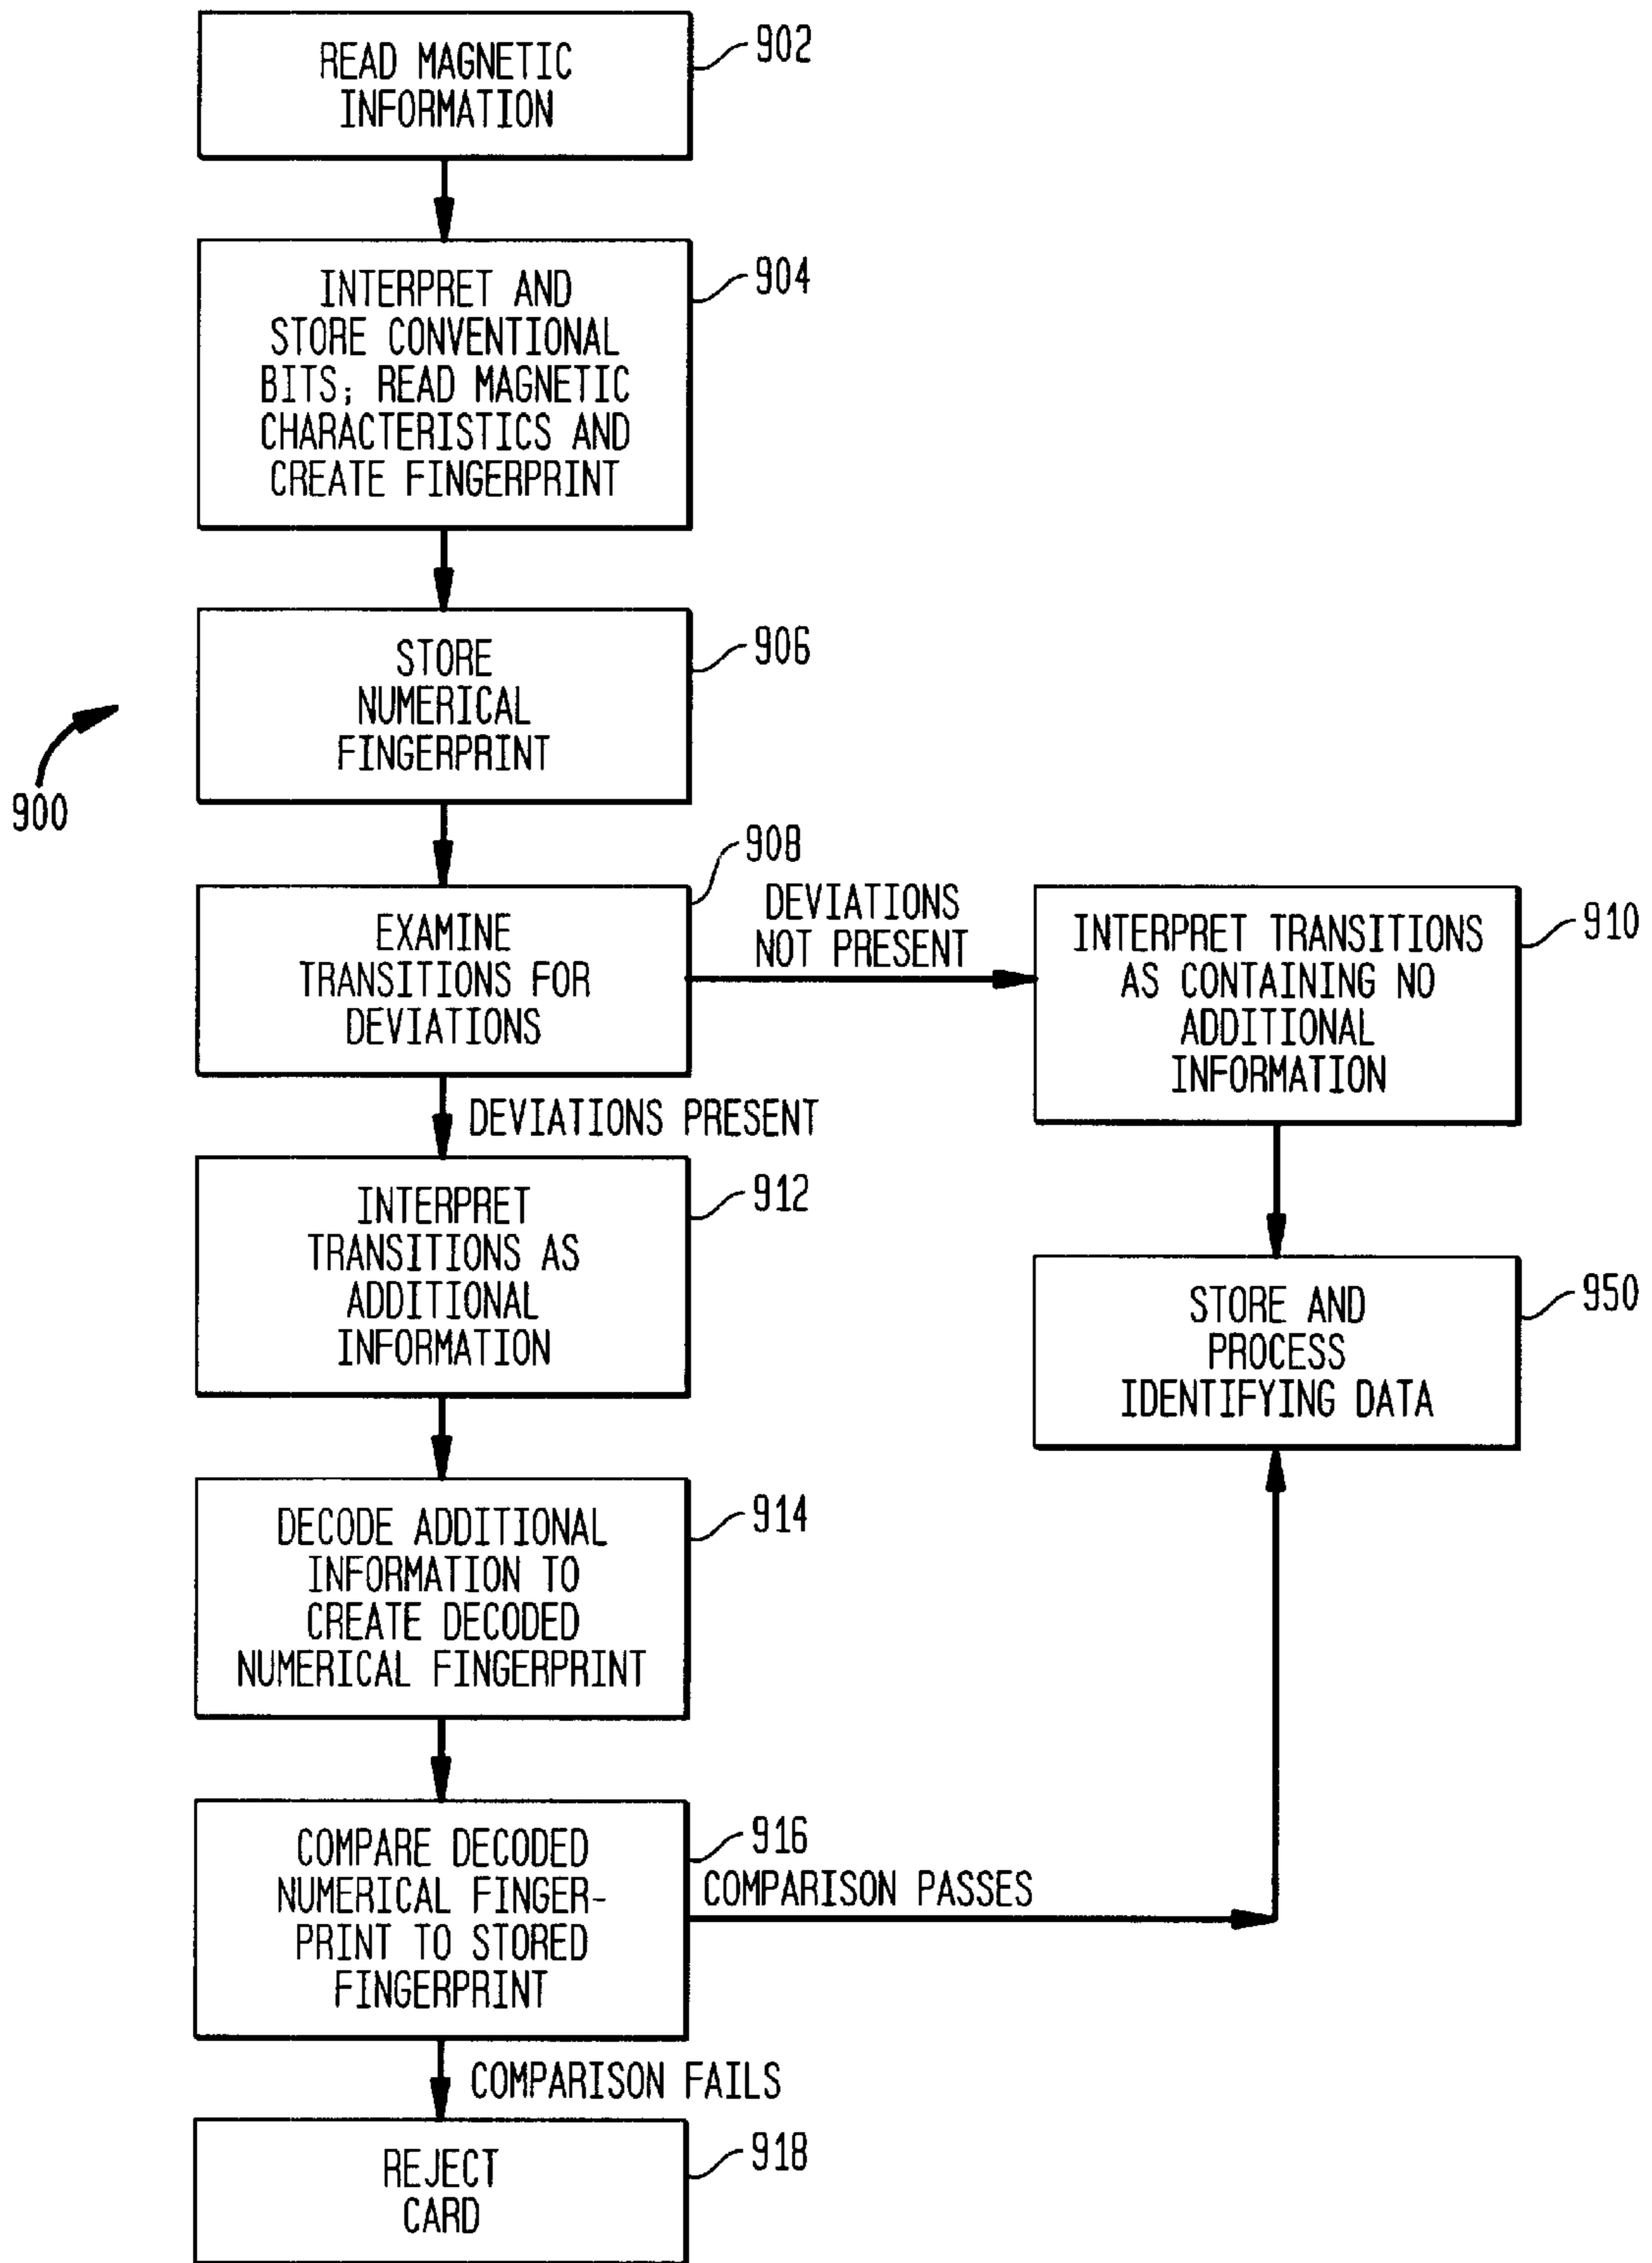 READ MAGNETIC
INFORMATION
902
INTERPRET AND
STORE CONVENTIONAL
BITS; READ MAGNETIC
CHARACTERISTICS AND
CREATE FINGERPRINT
904
STORE
NUMERICAL
FINGERPRINT
906
900
EXAMINE
TRANSITIONS FOR
DEVIATIONS
908
DEVIATIONS
NOT PRESENT
INTERPRET TRANSITIONS
AS CONTAINING NO
ADDITIONAL
INFORMATION
910
DEVIATIONS PRESENT
INTERPRET
TRANSITIONS AS
ADDITIONAL
INFORMATION
912
STORE AND
PROCESS
IDENTIFYING DATA
950
DECODE ADDITIONAL
INFORMATION TO
CREATE DECODED
NUMERICAL FINGERPRINT
914
COMPARE DECODED
NUMERICAL FINGER-
PRINT TO STORED
FINGERPRINT
916
COMPARISON PASSES
COMPARISON FAILS
REJECT
CARD
918